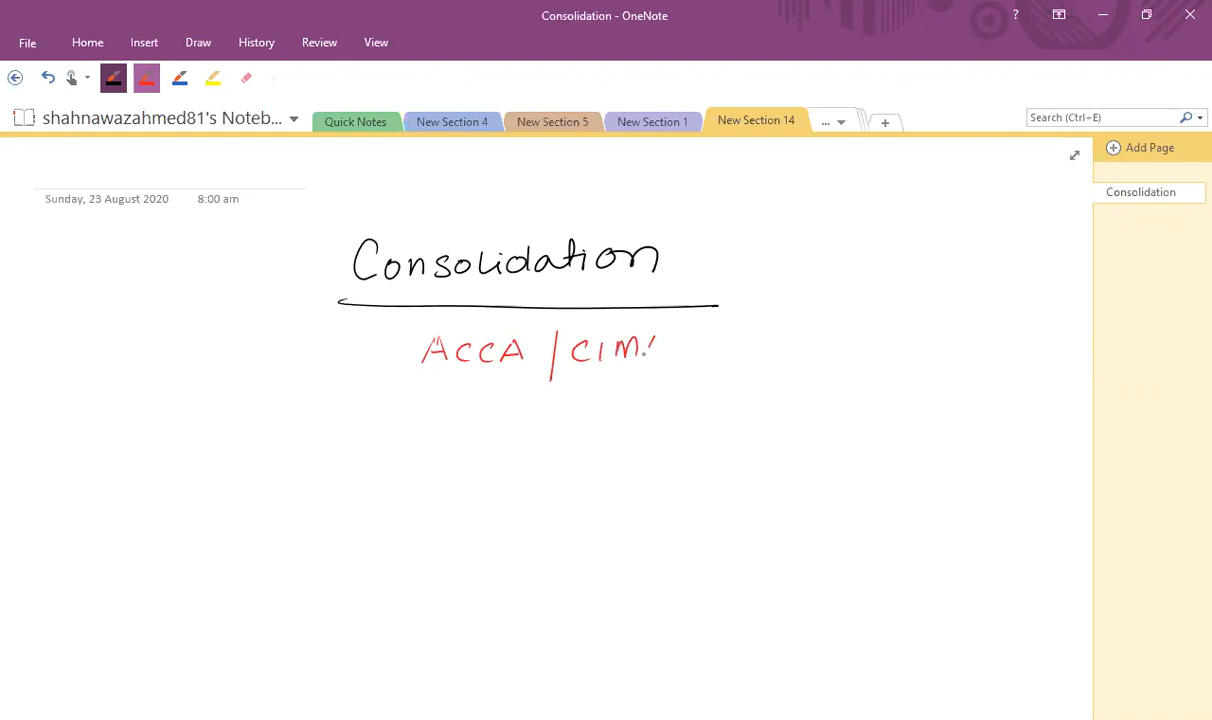 Consolidation - OneNote
?
File Home Insert Draw History Review View
shahnawazahmed81's Noteb... Quick Notes New Section 4 New Section 5 New Section 1 New Section 14 ... + Search (Ctrl+E)
Add Page
Consolidation
Sunday, 23 August 2020 8:00 am
Consolidation
ACCA / CIM